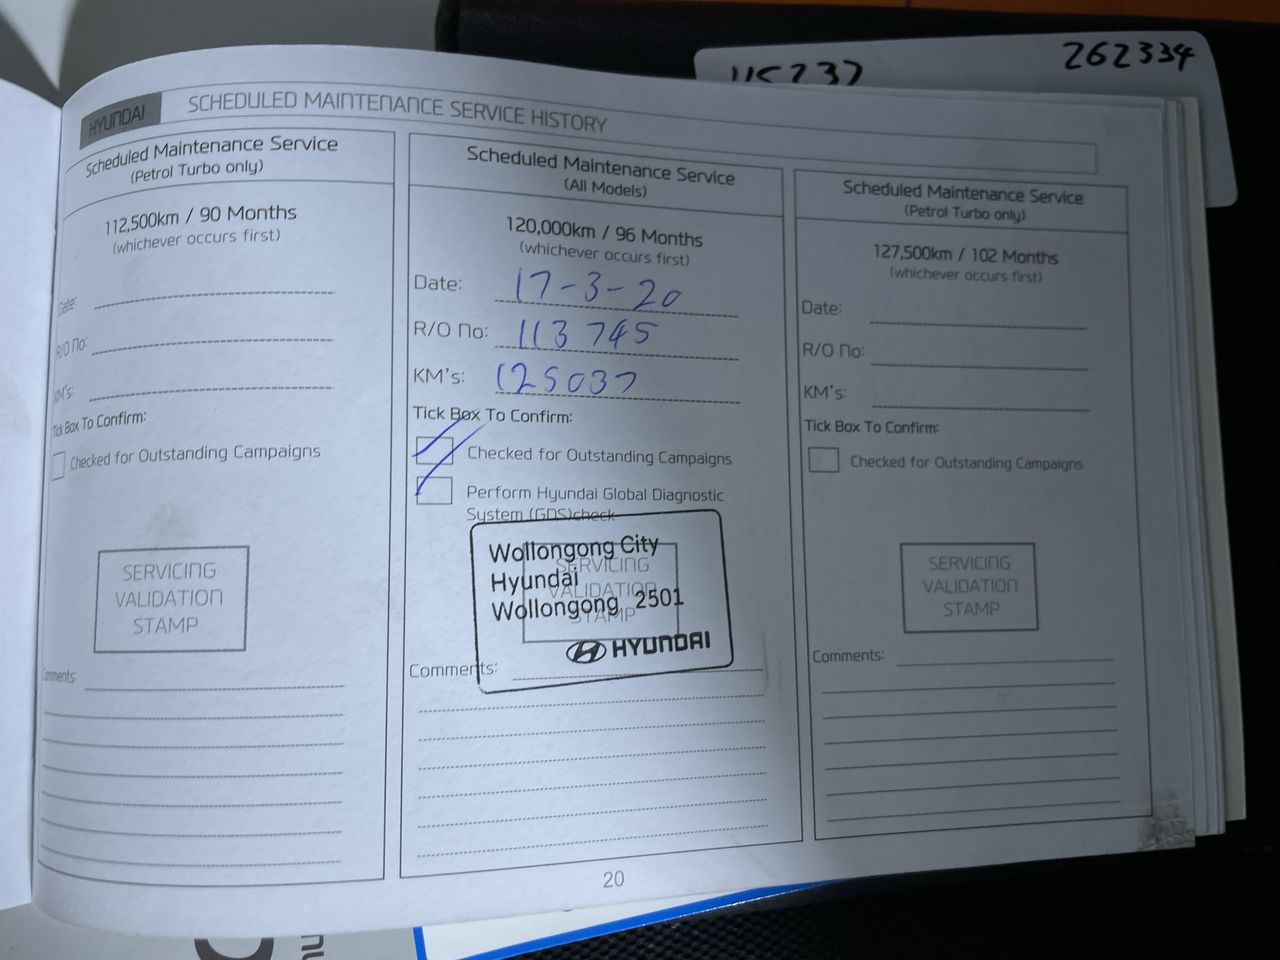 262334
HYUNDAI
SCHEDULED MAINTENANCE SERVICE HISTORY
Scheduled Maintenance Service
(Petrol Turbo only)
112,500km / 90 Months
(whichever occurs first)
Date:
R/O No:
KM's:
Tick Box To Confirm:
Checked for Outstanding Campaigns
SERVICING
VALIDATION
STAMP
Comments:
Scheduled Maintenance Service
(All Models)
120,000km / 96 Months
(whichever occurs first)
Date: 17-3-20
R/O No: 113745
KM's: 125037
Tick Box To Confirm:
Checked for Outstanding Campaigns
Perform Hyundai Global Diagnostic
System (GDS)check
SERVICING
VALIDATION
STAMP
Wollongong City
Hyundai
Wollongong 2501
HYUNDAI
Comments:
Scheduled Maintenance Service
(Petrol Turbo only)
127,500km / 102 Months
(whichever occurs first)
Date:
R/O No:
KM's:
Tick Box To Confirm:
Checked for Outstanding Campaigns
SERVICING
VALIDATION
STAMP
Comments:
20